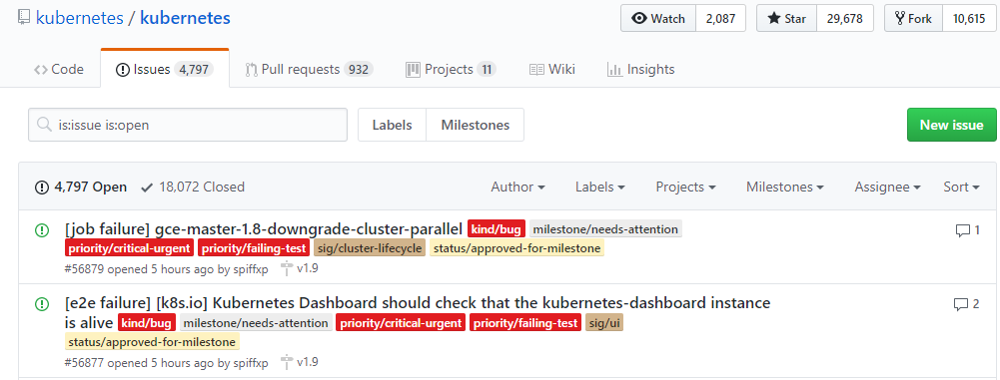 kubernetes / kubernetes Watch 2,087 Star 29,678 Fork 10,615
Code Issues 4,797 Pull requests 932 Projects 11 Wiki Insights
is:issue is:open Labels Milestones New issue
4,797 Open 18,072 Closed Author Labels Projects Milestones Assignee Sort
[job failure] gce-master-1.8-downgrade-cluster-parallel kind/bug milestone/needs-attention 1
priority/critical-urgent priority/failing-test sig/cluster-lifecycle status/approved-for-milestone
#56879 opened 5 hours ago by spiffxp v1.9
[e2e failure] [k8s.io] Kubernetes Dashboard should check that the kubernetes-dashboard instance 2
is alive kind/bug milestone/needs-attention priority/critical-urgent priority/failing-test sig/ui
status/approved-for-milestone
#56877 opened 5 hours ago by spiffxp v1.9